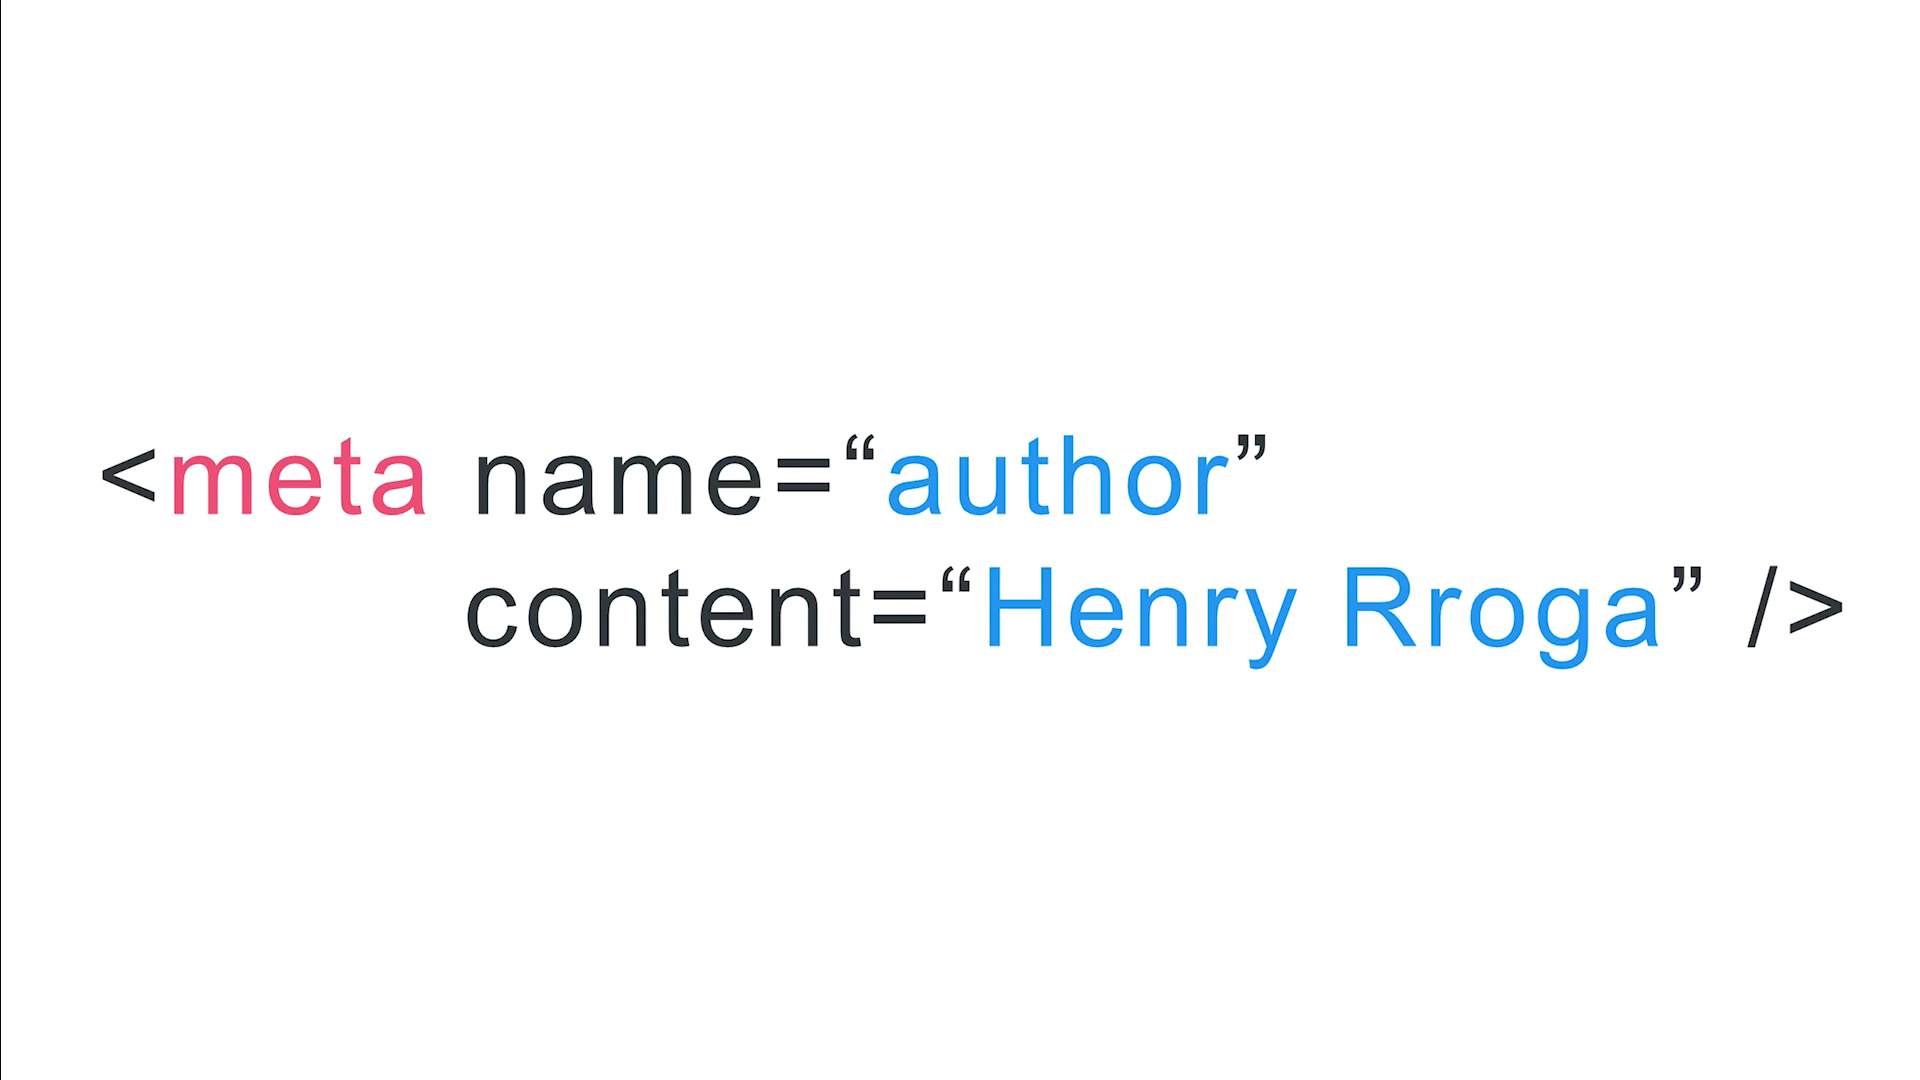 <meta name=“author”
content=“Henry Rroga” />